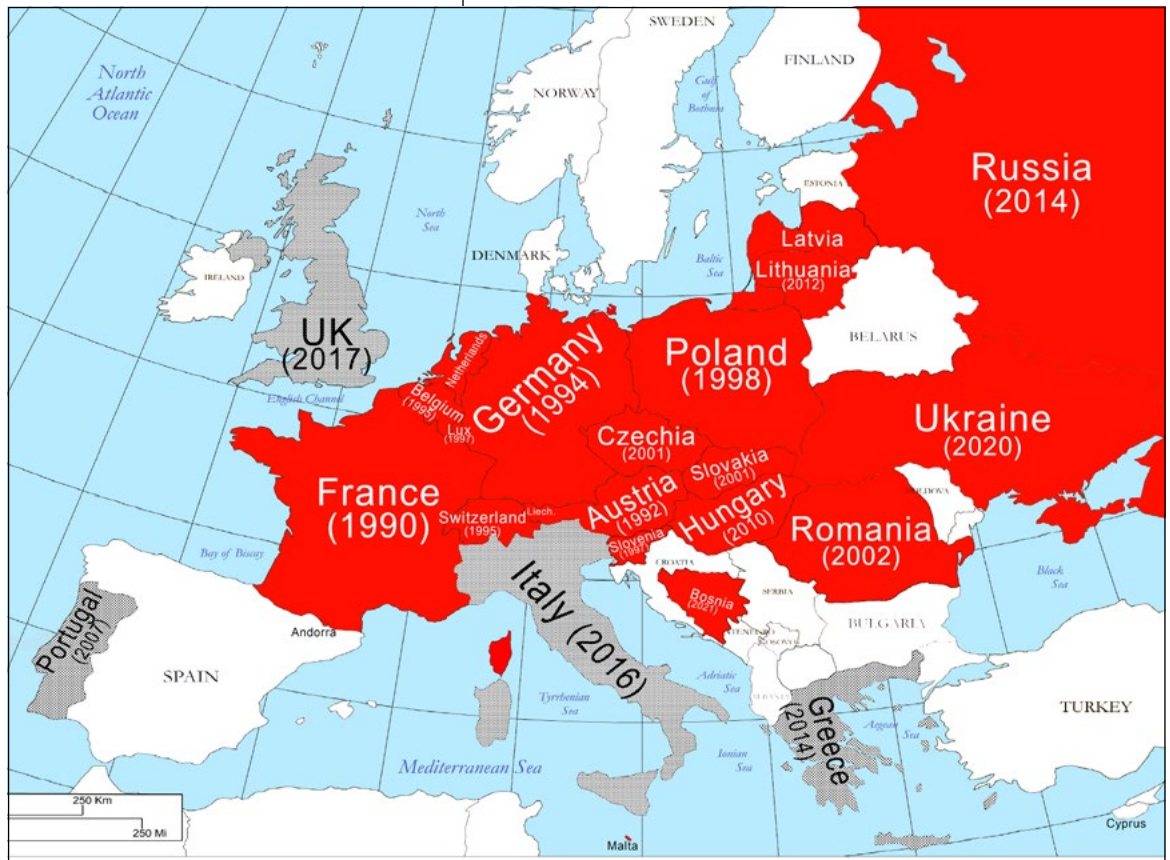 North
Atlantic
Ocean
SWEDEN
FINLAND
NORWAY
Gulf
of
Bothnia
Russia
(2014)
ESTONIA
North
Sea
DENMARK
Baltic
Sea
Latvia
Lithuania
(2012)
IRELAND
UK
(2017)
BELARUS
Netherlands
Germany
(1994)
Poland
(1998)
English Channel
Belgium
(1995)
Lux
(1997)
Ukraine
(2020)
Czechia
(2001)
Slovakia
(2001)
France
(1990)
Switzerland
(1995)
Liech.
Austria
(1992)
Hungary
(2010)
MOLDOVA
Romania
(2002)
Slovenia
(1997)
Bay of Biscay
CROATIA
Italy (2016)
Bosnia
(2021)
SERBIA
Black
Sea
Portugal
(2007)
Andorra
BULGARIA
KOSOVO
SPAIN
Adriatic
Sea
ALBANIA
Tyrrhenian
Sea
Greece
(2014)
Aegean
Sea
TURKEY
Ionian
Sea
Mediterranean Sea
250 Km
250 Mi
Malta
Cyprus